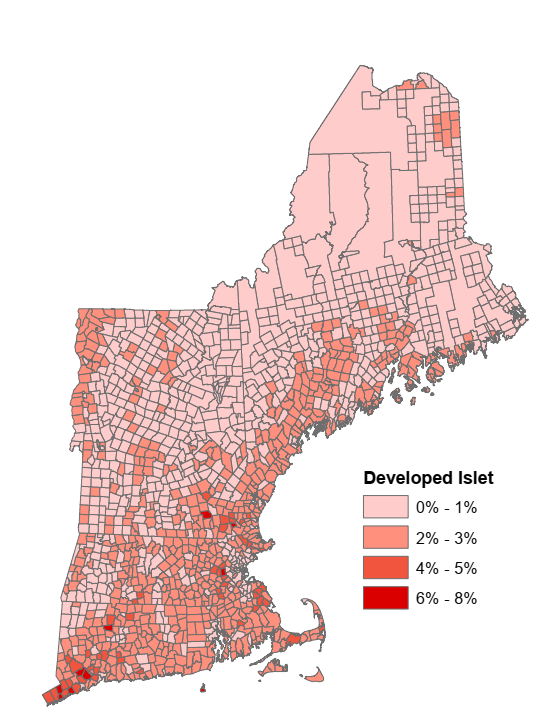 Developed Islet
0% - 1%
2% - 3%
4% - 5%
6% - 8%